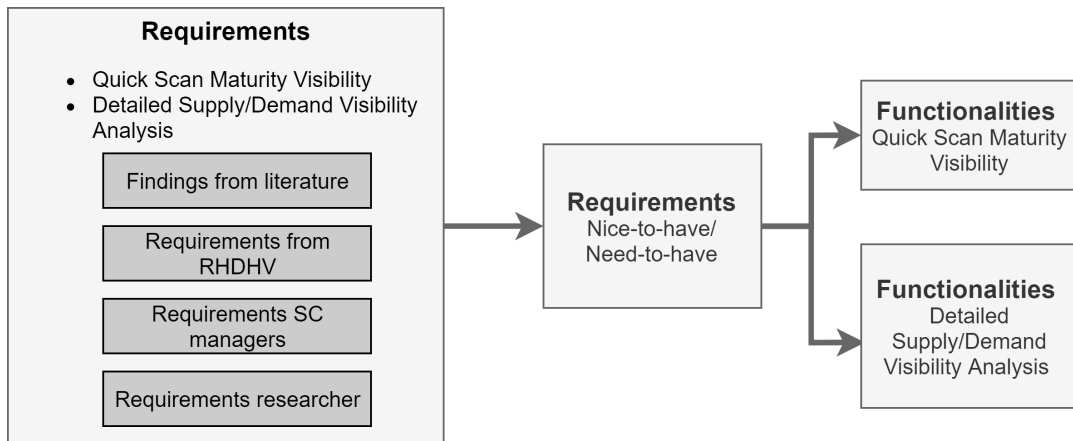 Requirements
• Quick Scan Maturity Visibility
• Detailed Supply/Demand Visibility
Analysis
Findings from literature
Requirements from
RHDHV
Requirements SC
managers
Requirements researcher
Requirements
Nice-to-have/
Need-to-have
Functionalities
Quick Scan Maturity
Visibility
Functionalities
Detailed
Supply/Demand
Visibility Analysis